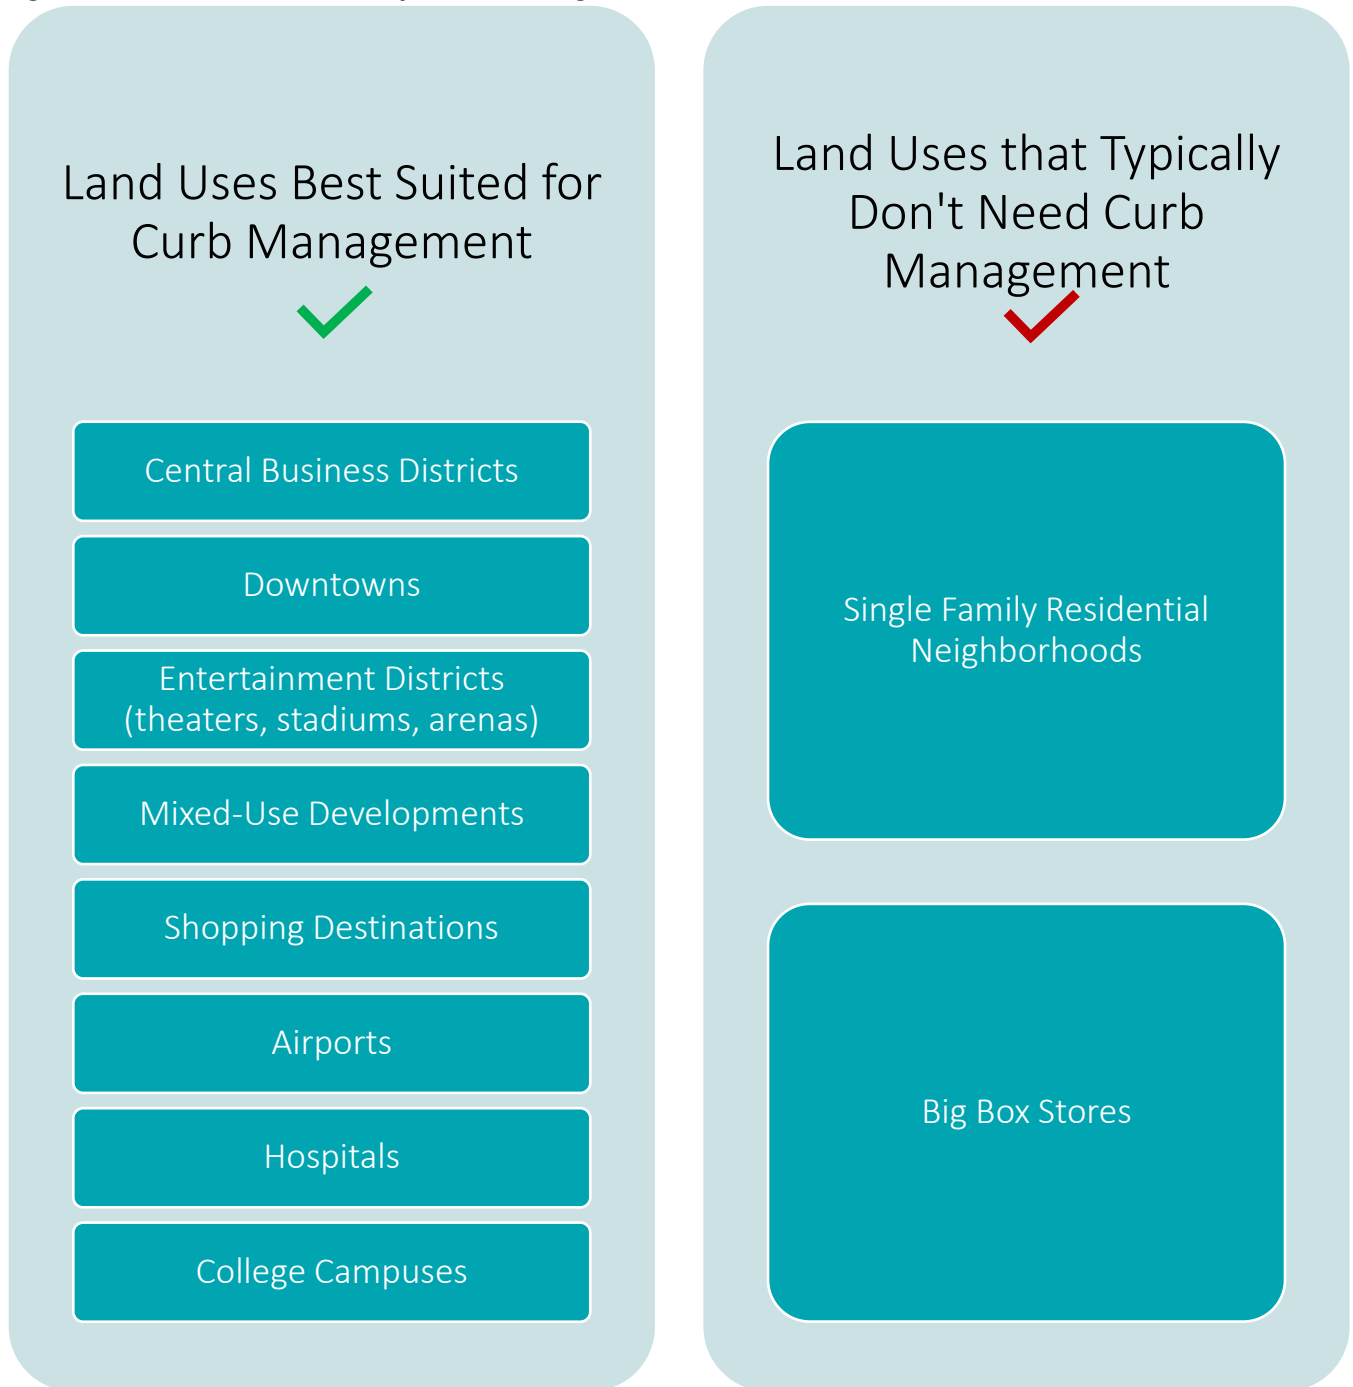 Land Uses Best Suited for
Curb Management
Central Business Districts
Downtowns
Entertainment Districts
(theaters, stadiums, arenas)
Mixed-Use Developments
Shopping Destinations
Airports
Hospitals
College Campuses
Land Uses that Typically
Don't Need Curb
Management
Single Family Residential
Neighborhoods
Big Box Stores